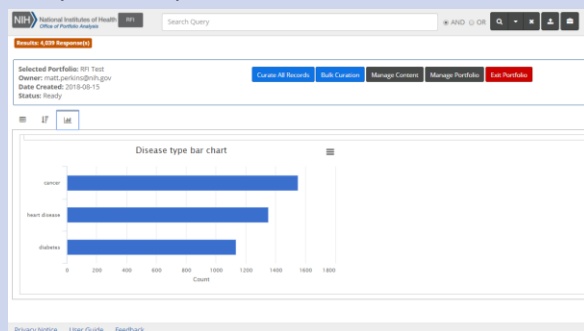 NIH National Institutes of Health RFI Search Query AND OR
Office of Portfolio Analysis
Results: 4,039 Response(s)
Selected Portfolio: RFI Test
Owner: matt.perkins@nih.gov
Date Created: 2018-08-15
Status: Ready
Curate All Records Bulk Curation Manage Content Manage Portfolio Exit Portfolio
Disease type bar chart
cancer
heart disease
diabetes
0 200 400 600 800 1000 1200 1400 1600 1800
Count
Privacy Notice User Guide Feedback